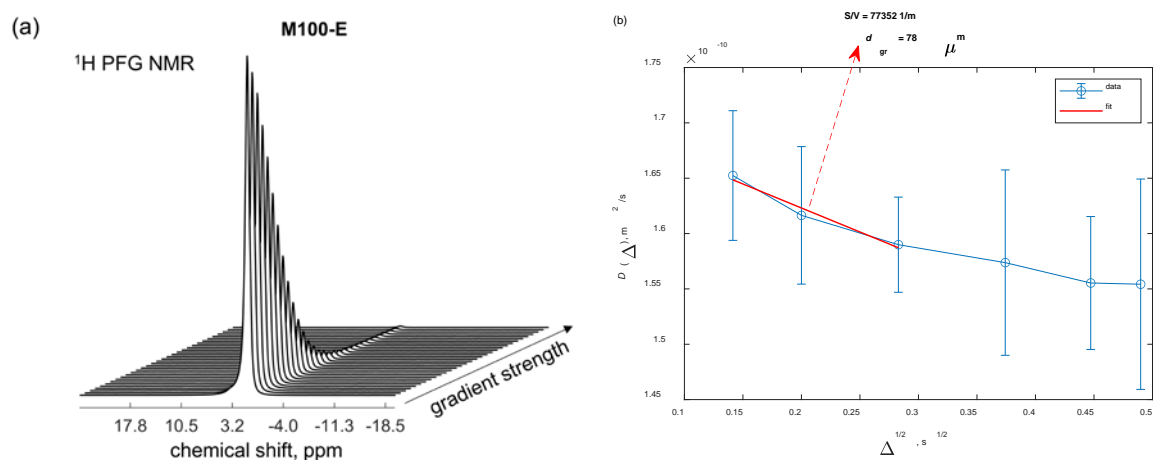 (a)
M100-E
¹H PFG NMR
gradient strength
17.8 10.5 3.2 -4.0 -11.3 -18.5
chemical shift, ppm
(b)
S/V = 77352 1/m
d gr = 78 μm
× 10 -10
1.75
1.7
1.65
1.6
1.55
1.5
1.45
D ( Δ ), m 2 /s
data
fit
0.1 0.15 0.2 0.25 0.3 0.35 0.4 0.45 0.5
Δ 1/2 , s 1/2